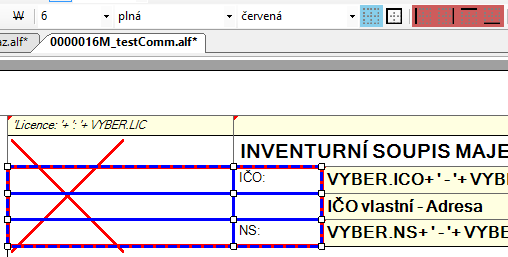 W 6 plná červená
az.alf* 0000016M_testComm.alf*
'Licence: '+ ': '+ VYBER.LIC
INVENTURNÍ SOUPIS MAJE
IČO: VYBER.ICO+ ' - '+ VYB
IČO vlastní - Adresa
NS: VYBER.NS+ ' - '+ VYBE